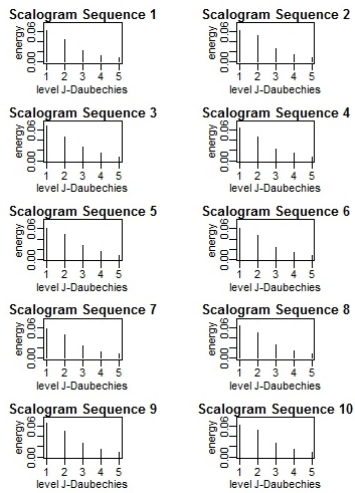 Scalogram Sequence 1
energy
0.00 0.06
1 2 3 4 5
level J-Daubechies
Scalogram Sequence 2
energy
0.00 0.06
1 2 3 4 5
level J-Daubechies
Scalogram Sequence 3
energy
0.00 0.06
1 2 3 4 5
level J-Daubechies
Scalogram Sequence 4
energy
0.00 0.06
1 2 3 4 5
level J-Daubechies
Scalogram Sequence 5
energy
0.00 0.06
1 2 3 4 5
level J-Daubechies
Scalogram Sequence 6
energy
0.00 0.06
1 2 3 4 5
level J-Daubechies
Scalogram Sequence 7
energy
0.00 0.06
1 2 3 4 5
level J-Daubechies
Scalogram Sequence 8
energy
0.00 0.06
1 2 3 4 5
level J-Daubechies
Scalogram Sequence 9
energy
0.00 0.06
1 2 3 4 5
level J-Daubechies
Scalogram Sequence 10
energy
0.00 0.06
1 2 3 4 5
level J-Daubechies